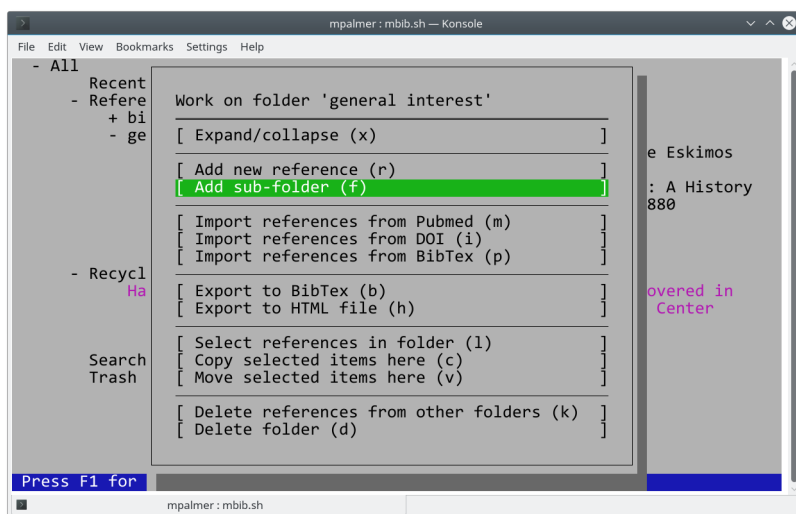 mpalmer : mbib.sh — Konsole
File Edit View Bookmarks Settings Help
- All
Recent
- Refere
+ bi
- ge
Work on folder 'general interest'
[ Expand/collapse (x) ]
e Eskimos
[ Add new reference (r) ]
[ Add sub-folder (f) ]
: A History
880
[ Import references from Pubmed (m) ]
[ Import references from DOI (i) ]
[ Import references from BibTex (p) ]
- Recycl
Ha
[ Export to BibTex (b) ]
overed in
[ Export to HTML file (h) ]
Center
[ Select references in folder (l) ]
Search
[ Copy selected items here (c) ]
Trash
[ Move selected items here (v) ]
[ Delete references from other folders (k) ]
[ Delete folder (d) ]
Press F1 for
mpalmer : mbib.sh